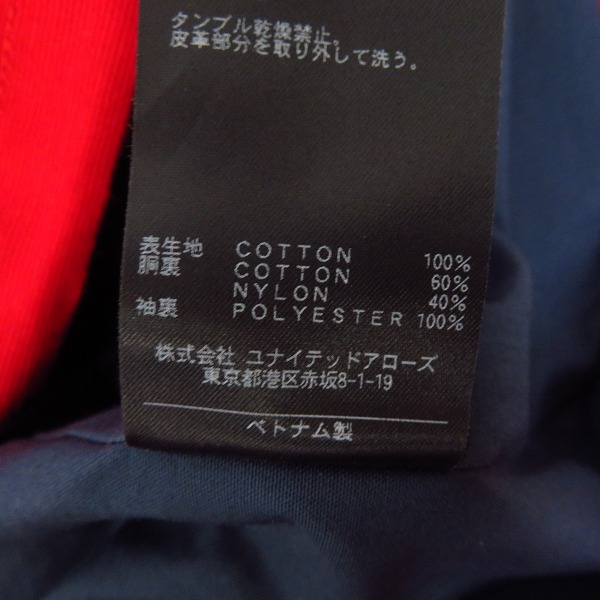 タンブル乾燥禁止。
皮革部分を取り外して洗う。
表生地 COTTON 100%
胴裏 COTTON 60%
NYLON 40%
袖裏 POLYESTER 100%
株式会社 ユナイテッドアローズ
東京都港区赤坂8-1-19
ベトナム製